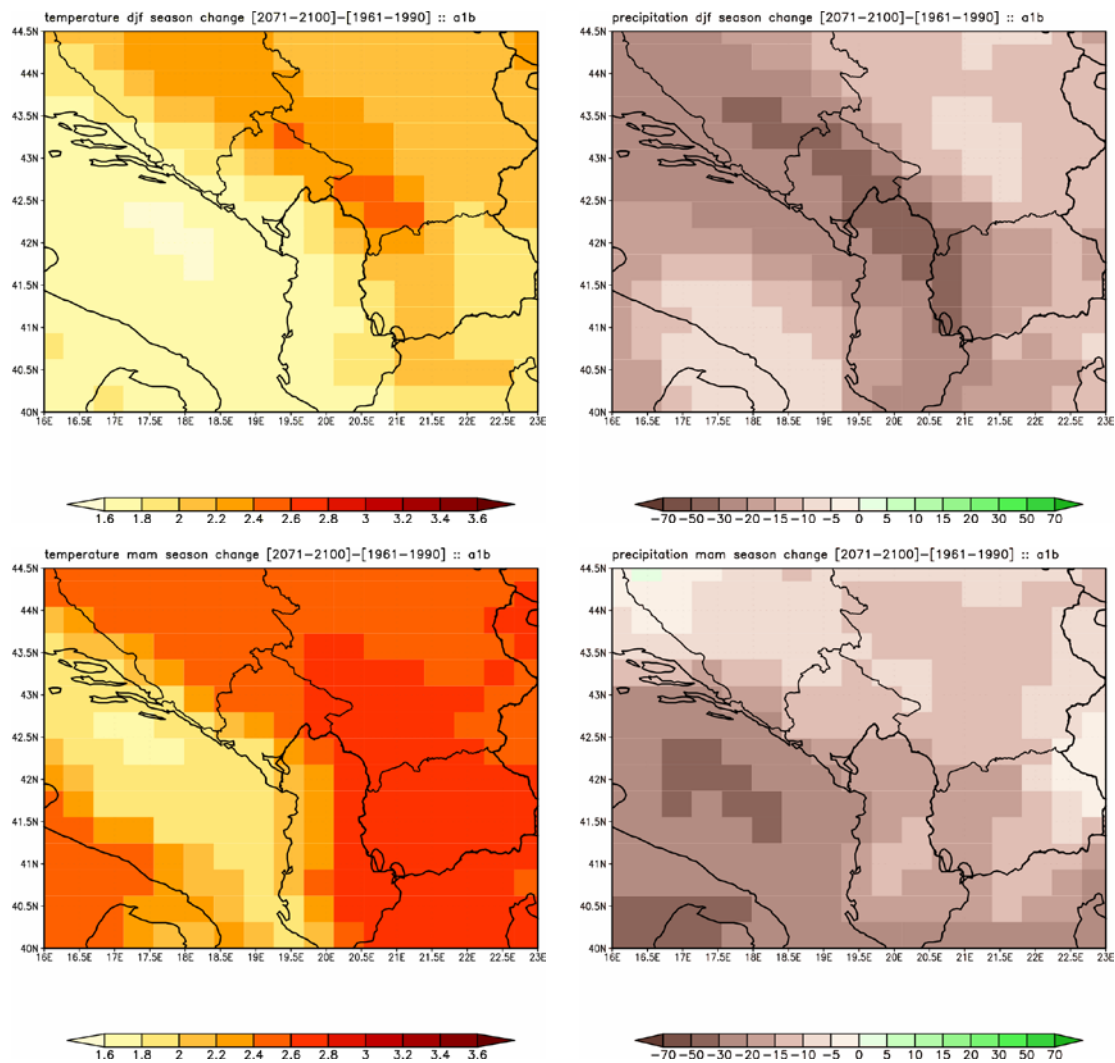 temperature djf season change [2071−2100]−[1961−1990] :: a1b
44.5N
44N
43.5N
43N
42.5N
42N
41.5N
41N
40.5N
40N
16E 16.5E 17E 17.5E 18E 18.5E 19E 19.5E 20E 20.5E 21E 21.5E 22E 22.5E 23E
1.6 1.8 2 2.2 2.4 2.6 2.8 3 3.2 3.4 3.6
precipitation djf season change [2071−2100]−[1961−1990] :: a1b
44.5N
44N
43.5N
43N
42.5N
42N
41.5N
41N
40.5N
40N
16E 16.5E 17E 17.5E 18E 18.5E 19E 19.5E 20E 20.5E 21E 21.5E 22E 22.5E 23E
−70 −50 −30 −20 −15 −10 −5 0 5 10 15 20 30 50 70
temperature mam season change [2071−2100]−[1961−1990] :: a1b
44.5N
44N
43.5N
43N
42.5N
42N
41.5N
41N
40.5N
40N
16E 16.5E 17E 17.5E 18E 18.5E 19E 19.5E 20E 20.5E 21E 21.5E 22E 22.5E 23E
1.6 1.8 2 2.2 2.4 2.6 2.8 3 3.2 3.4 3.6
precipitation mam season change [2071−2100]−[1961−1990] :: a1b
44.5N
44N
43.5N
43N
42.5N
42N
41.5N
41N
40.5N
40N
16E 16.5E 17E 17.5E 18E 18.5E 19E 19.5E 20E 20.5E 21E 21.5E 22E 22.5E 23E
−70 −50 −30 −20 −15 −10 −5 0 5 10 15 20 30 50 70